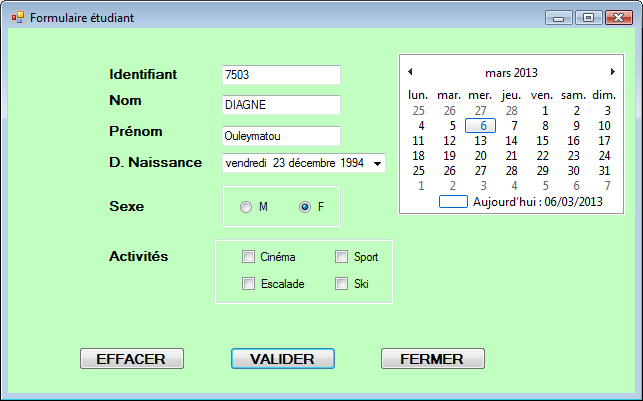 Formulaire étudiant
Identifiant 7503
Nom DIAGNE
Prénom Ouleymatou
D. Naissance vendredi 23 décembre 1994
Sexe M F
Activités Cinéma Sport
Escalade Ski
mars 2013
lun. mar. mer. jeu. ven. sam. dim.
25 26 27 28 1 2 3
4 5 6 7 8 9 10
11 12 13 14 15 16 17
18 19 20 21 22 23 24
25 26 27 28 29 30 31
1 2 3 4 5 6 7
Aujourd'hui : 06/03/2013
EFFACER VALIDER FERMER